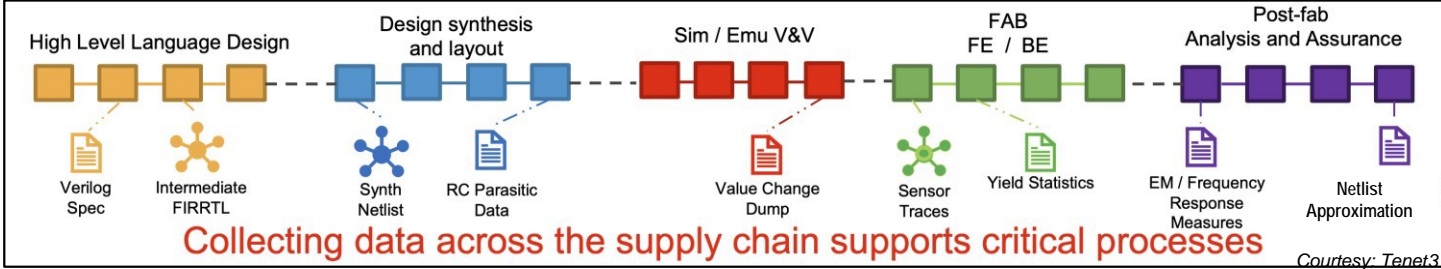 High Level Language Design
Design synthesis
and layout
Sim / Emu V&V
FAB
FE / BE
Post-fab
Analysis and Assurance
Verilog
Spec
Intermediate
FIRRTL
Synth
Netlist
RC Parasitic
Data
Value Change
Dump
Sensor
Traces
Yield Statistics
EM / Frequency
Response
Measures
Netlist
Approximation
Collecting data across the supply chain supports critical processes
Courtesy: Tenet3.